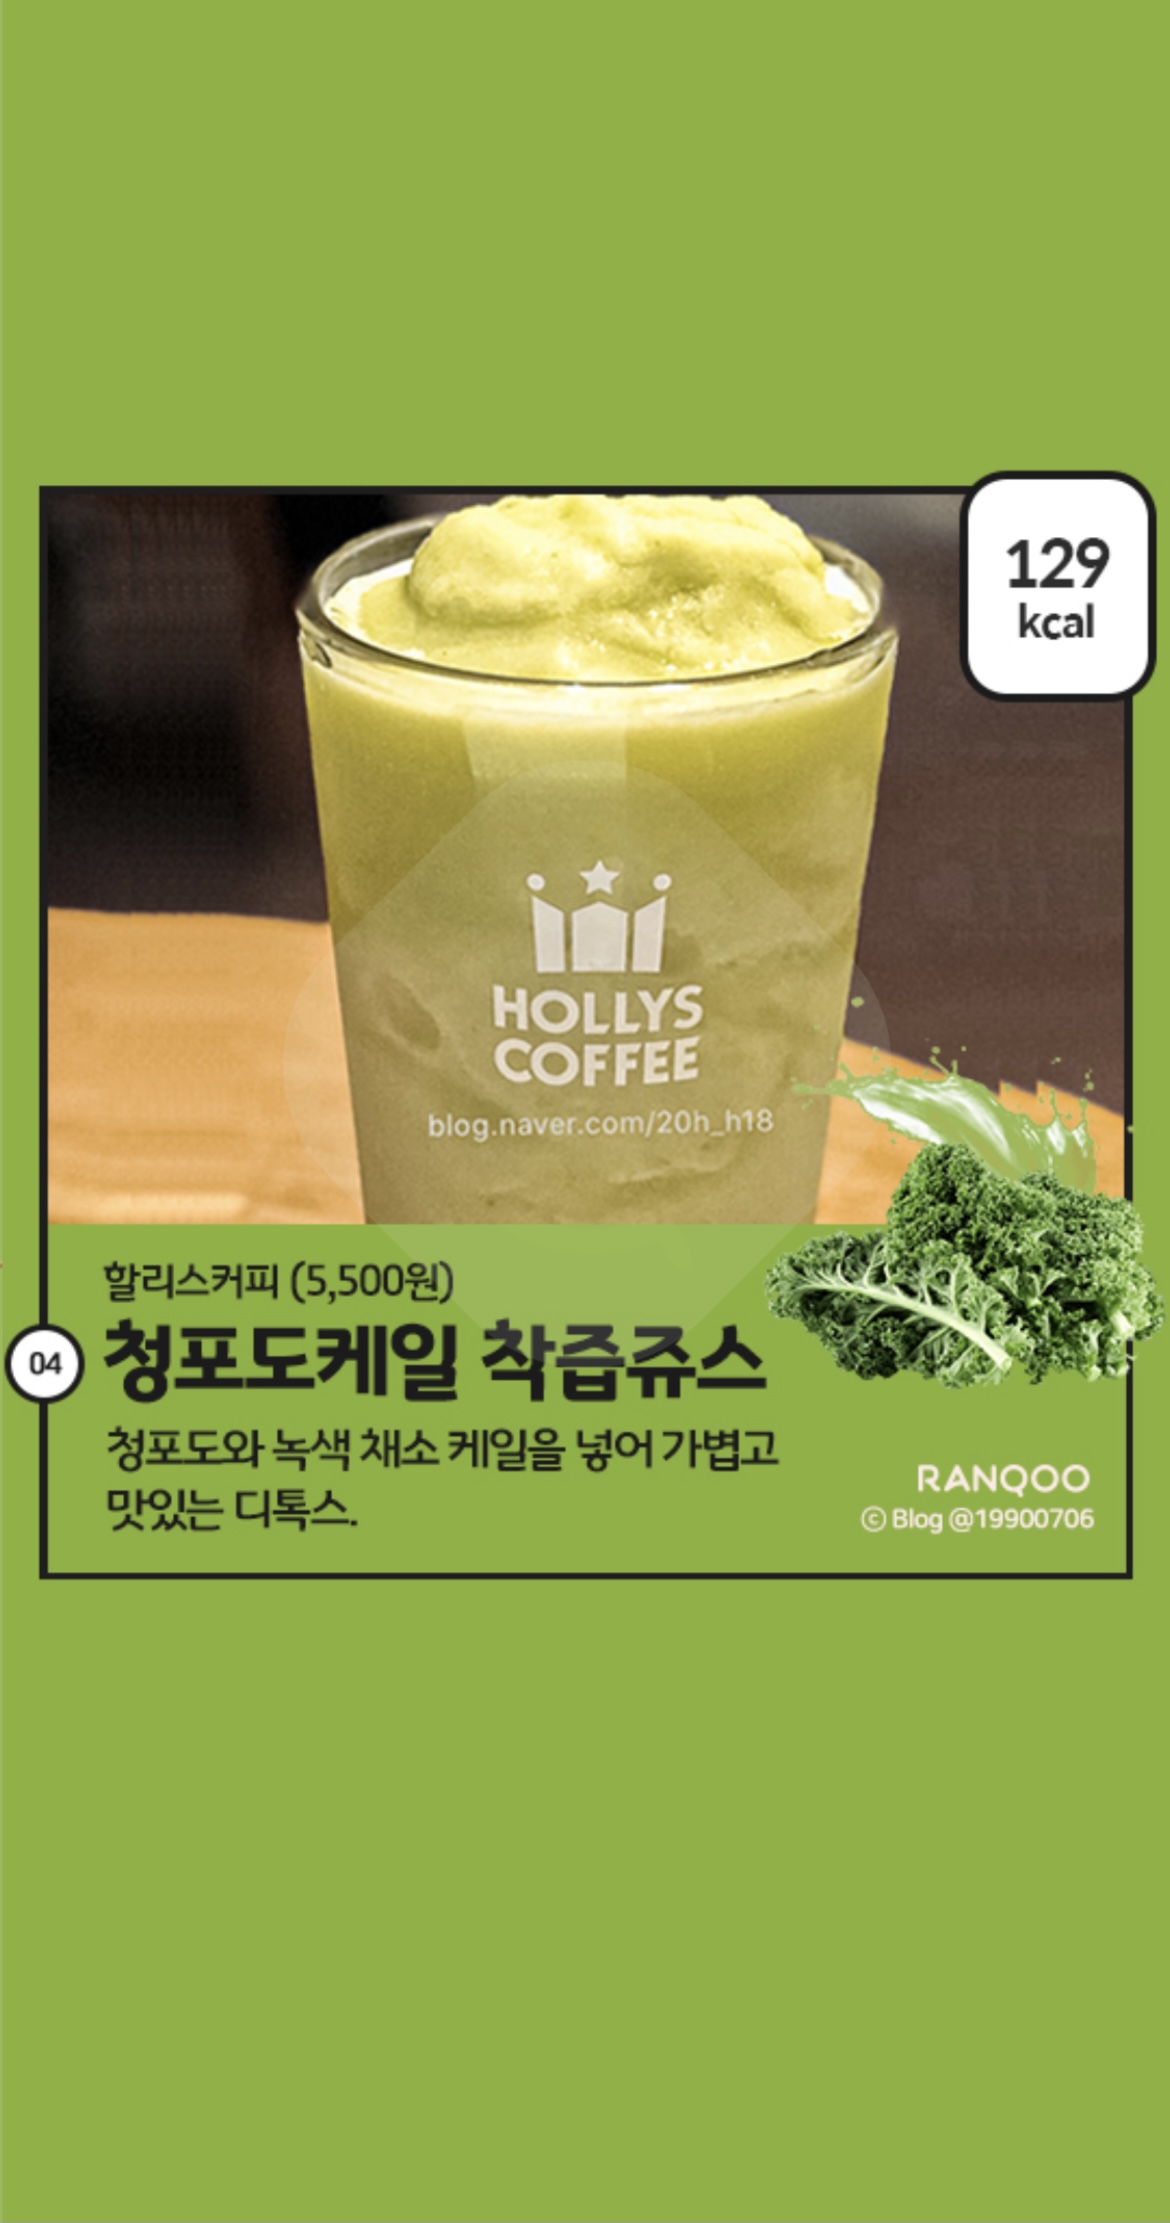 129
kcal
HOLLYS
COFFEE
blog.naver.com/20h_h18
할리스커피 (5,500원)
04
청포도케일 착즙쥬스
청포도와 녹색 채소 케일을 넣어 가볍고
맛있는 디톡스.
RANQOO
ⓒ Blog @19900706